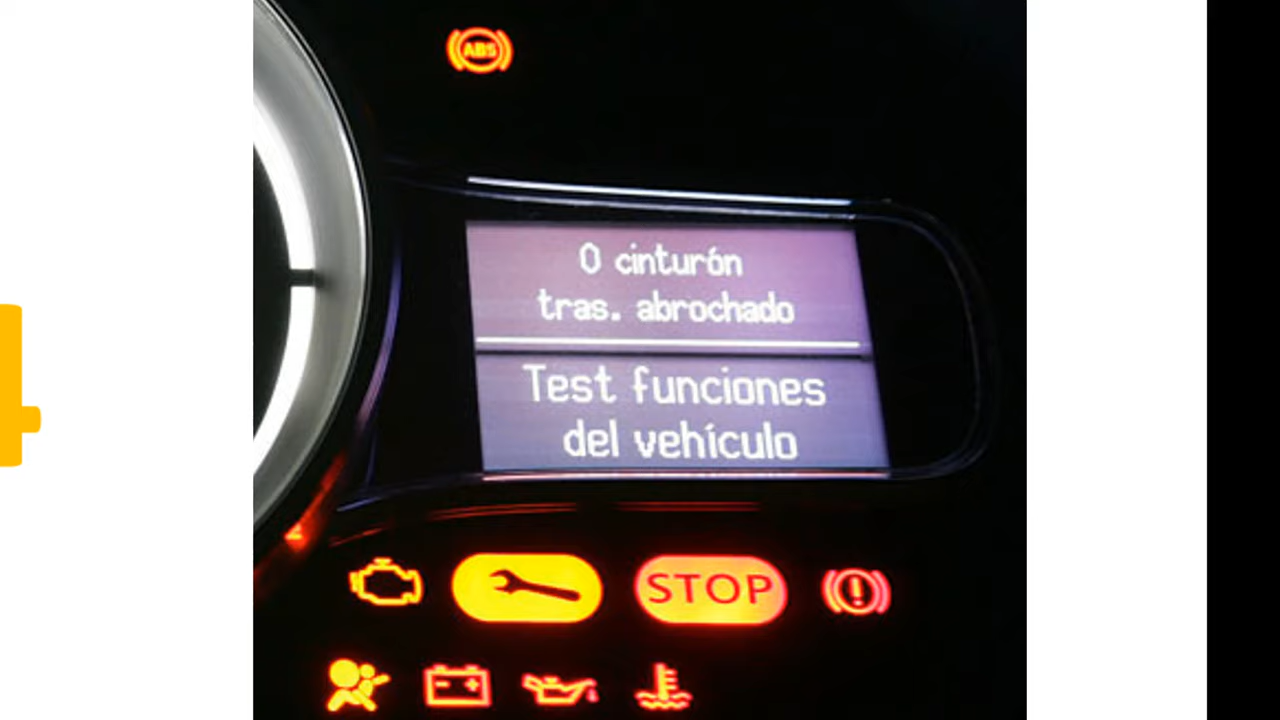 ABS
0 cinturón
tras. abrochado
Test funciones
del vehículo
STOP